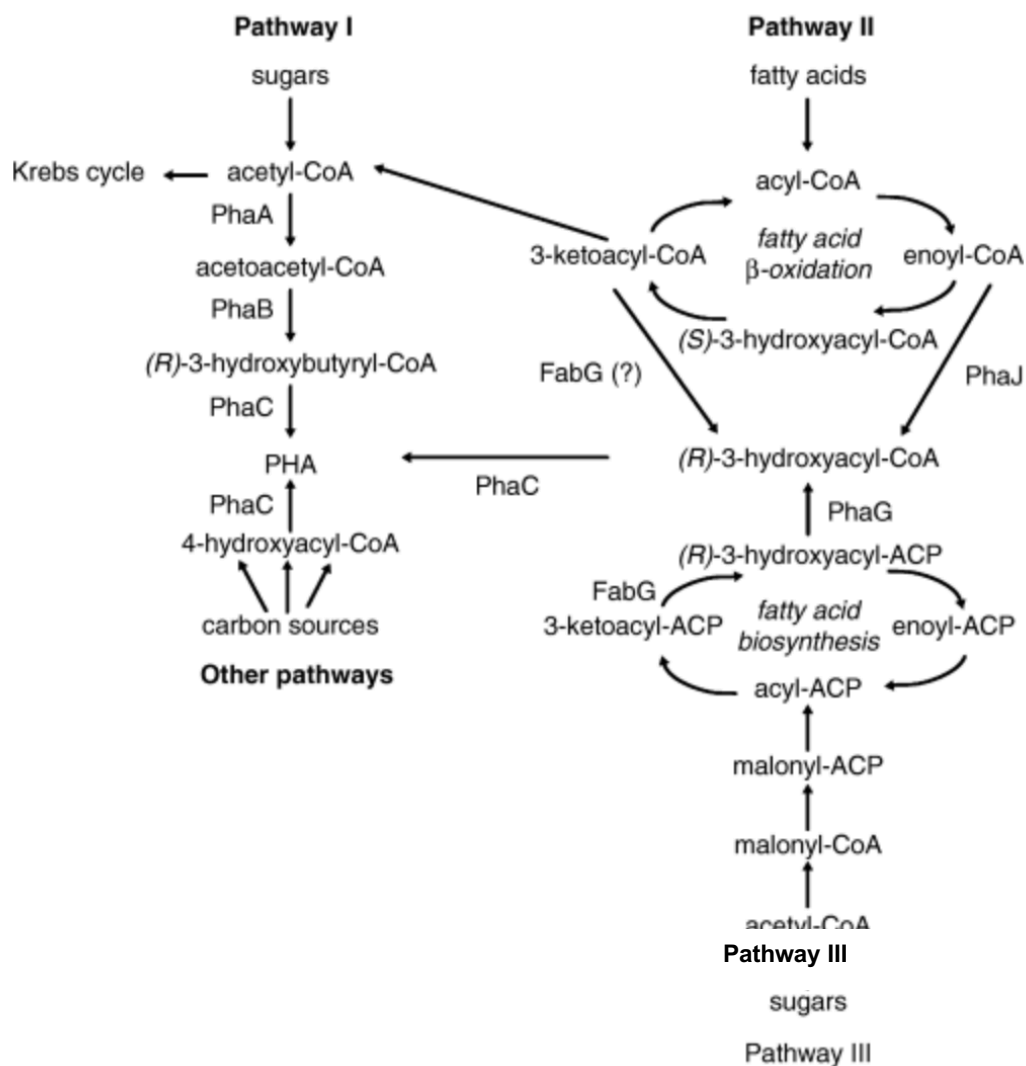 Pathway I
sugars
Krebs cycle
acetyl-CoA
PhaA
acetoacetyl-CoA
PhaB
(R)-3-hydroxybutyryl-CoA
PhaC
PHA
PhaC
4-hydroxyacyl-CoA
carbon sources
Other pathways
PhaC
Pathway II
fatty acids
acyl-CoA
3-ketoacyl-CoA
fatty acid
β-oxidation
enoyl-CoA
(S)-3-hydroxyacyl-CoA
FabG (?)
PhaJ
(R)-3-hydroxyacyl-CoA
PhaG
(R)-3-hydroxyacyl-ACP
FabG
3-ketoacyl-ACP
fatty acid
biosynthesis
enoyl-ACP
acyl-ACP
malonyl-ACP
malonyl-CoA
acetyl-CoA
Pathway III
sugars
Pathway III